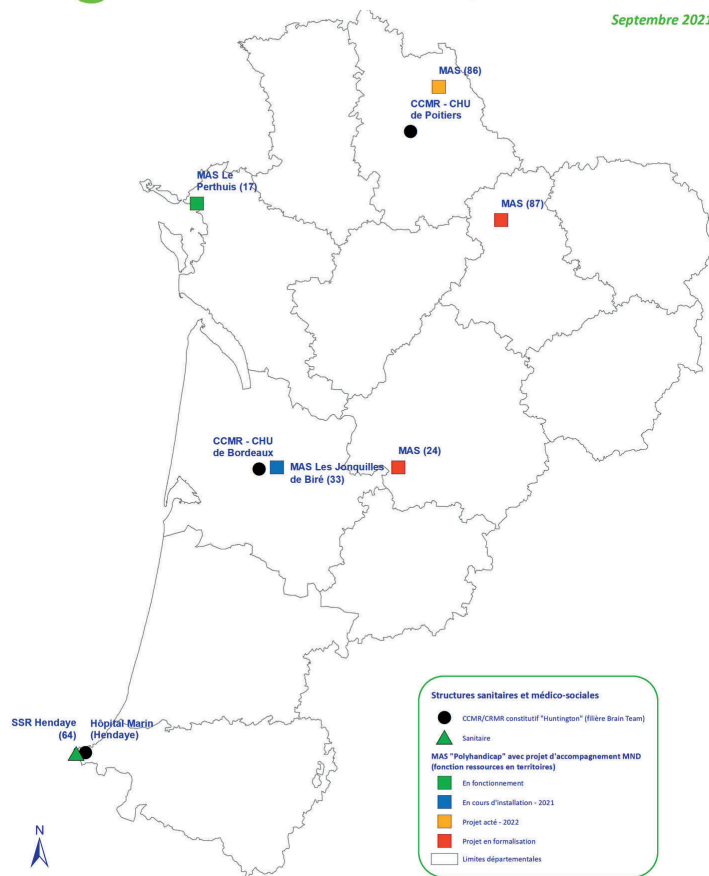 Septembre 2021
MAS (86)
CCMR - CHU
de Poitiers
MAS Le
Perthuis (17)
MAS (87)
CCMR - CHU
de Bordeaux
MAS Les Jonquilles
de Biré (33)
MAS (24)
SSR Hendaye
(64)
Hôpital Marin
(Hendaye)
Structures sanitaires et médico-sociales
CCMR/CRMR constitutif "Huntington" (filière Brain Team)
Sanitaire
MAS "Polyhandicap" avec projet d'accompagnement MND
(fonction ressources en territoires)
En fonctionnement
En cours d'installation - 2021
Projet acté - 2022
Projet en formalisation
Limites départementales
N